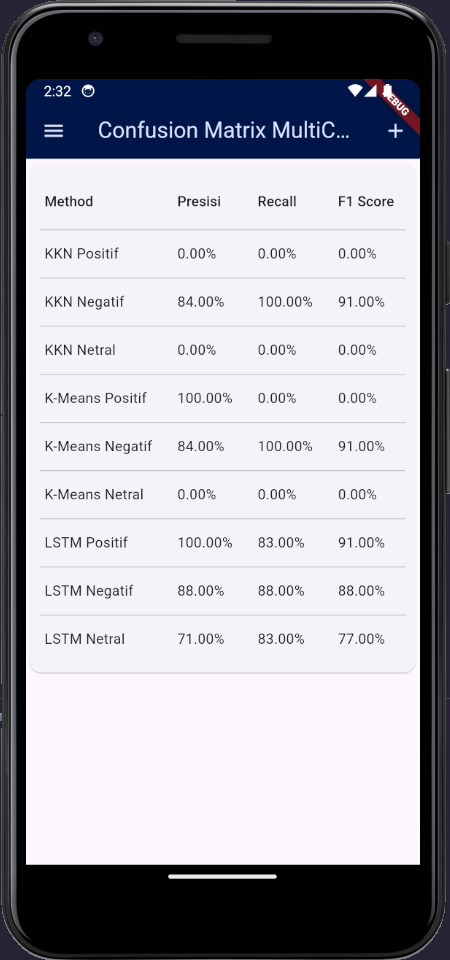 2:32
DEBUG
Confusion Matrix MultiC...
Method Presisi Recall F1 Score
KKN Positif 0.00% 0.00% 0.00%
KKN Negatif 84.00% 100.00% 91.00%
KKN Netral 0.00% 0.00% 0.00%
K-Means Positif 100.00% 0.00% 0.00%
K-Means Negatif 84.00% 100.00% 91.00%
K-Means Netral 0.00% 0.00% 0.00%
LSTM Positif 100.00% 83.00% 91.00%
LSTM Negatif 88.00% 88.00% 88.00%
LSTM Netral 71.00% 83.00% 77.00%